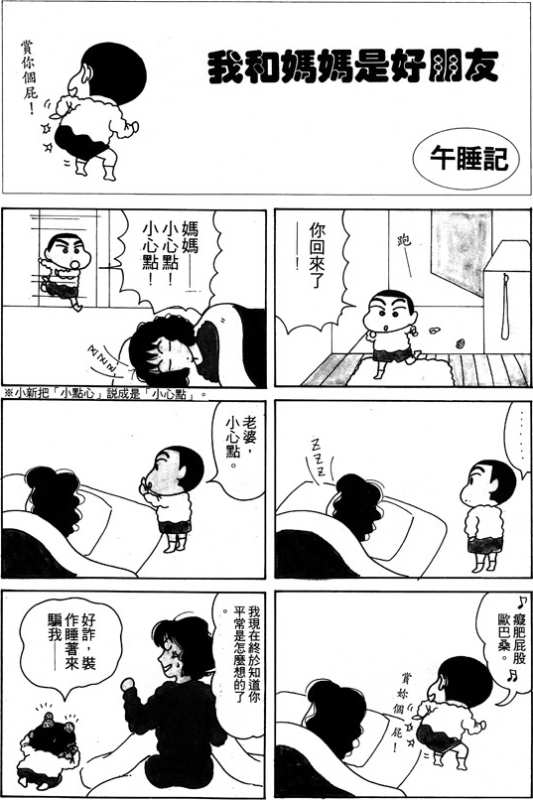 我和媽媽是好朋友
午睡記
賞你個屁！
你回來了——！
跑—
媽媽——
小心點！
小心點！
ZZZZ
※小新把「小點心」說成是「小心點」。
………
ZZZ
老婆，
小心點。
♪癡肥屁股
歐巴桑。♪
賞妳個屁！
我現在終於知道你
平常是怎麼想的了
。
好詐，裝
作睡著來
騙我——